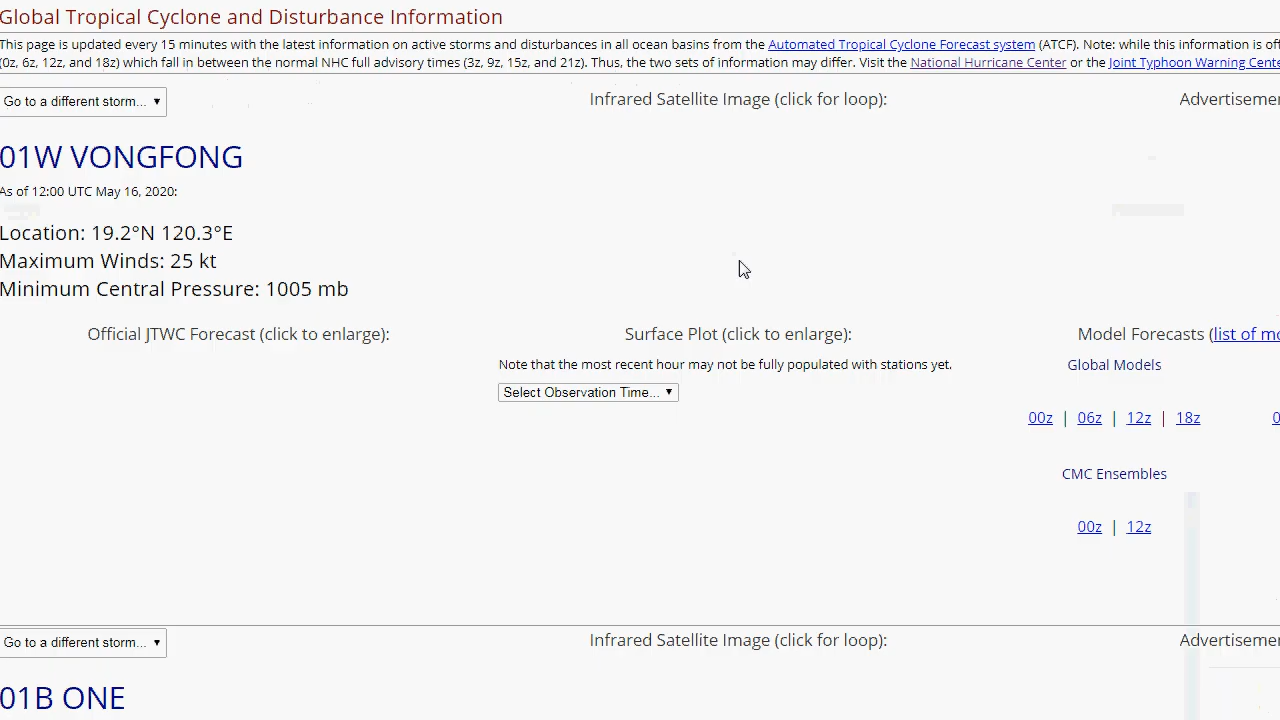 Global Tropical Cyclone and Disturbance Information
This page is updated every 15 minutes with the latest information on active storms and disturbances in all ocean basins from the Automated Tropical Cyclone Forecast system (ATCF). Note: while this information is
(0z, 6z, 12z, and 18z) which fall in between the normal NHC full advisory times (3z, 9z, 15z, and 21z). Thus, the two sets of information may differ. Visit the National Hurricane Center or the Joint Typhoon Warning
Go to a different storm...
Infrared Satellite Image (click for loop):
01W VONGFONG
As of 12:00 UTC May 16, 2020:
Location: 19.2°N 120.3°E
Maximum Winds: 25 kt
Minimum Central Pressure: 1005 mb
Official JTWC Forecast (click to enlarge):
Surface Plot (click to enlarge):
Note that the most recent hour may not be fully populated with stations yet.
Select Observation Time...
Model Forecasts (list of
Global Models
00z | 06z | 12z | 18z
CMC Ensembles
00z | 12z
Go to a different storm...
Infrared Satellite Image (click for loop):
01B ONE